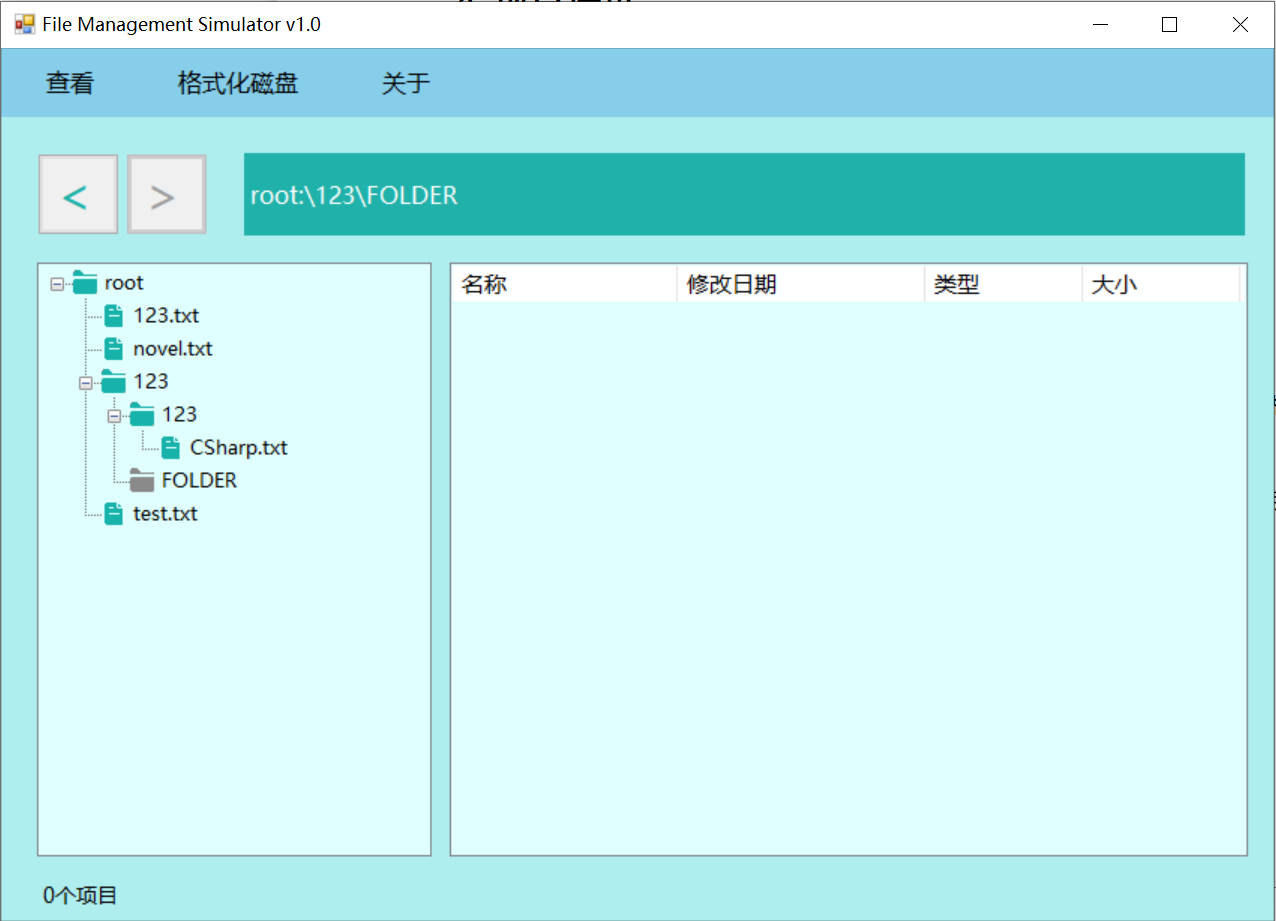 File Management Simulator v1.0
查看 格式化磁盘 关于
< > root:\123\FOLDER
root
123.txt
novel.txt
123
123
CSharp.txt
FOLDER
test.txt
名称 修改日期 类型 大小
0个项目